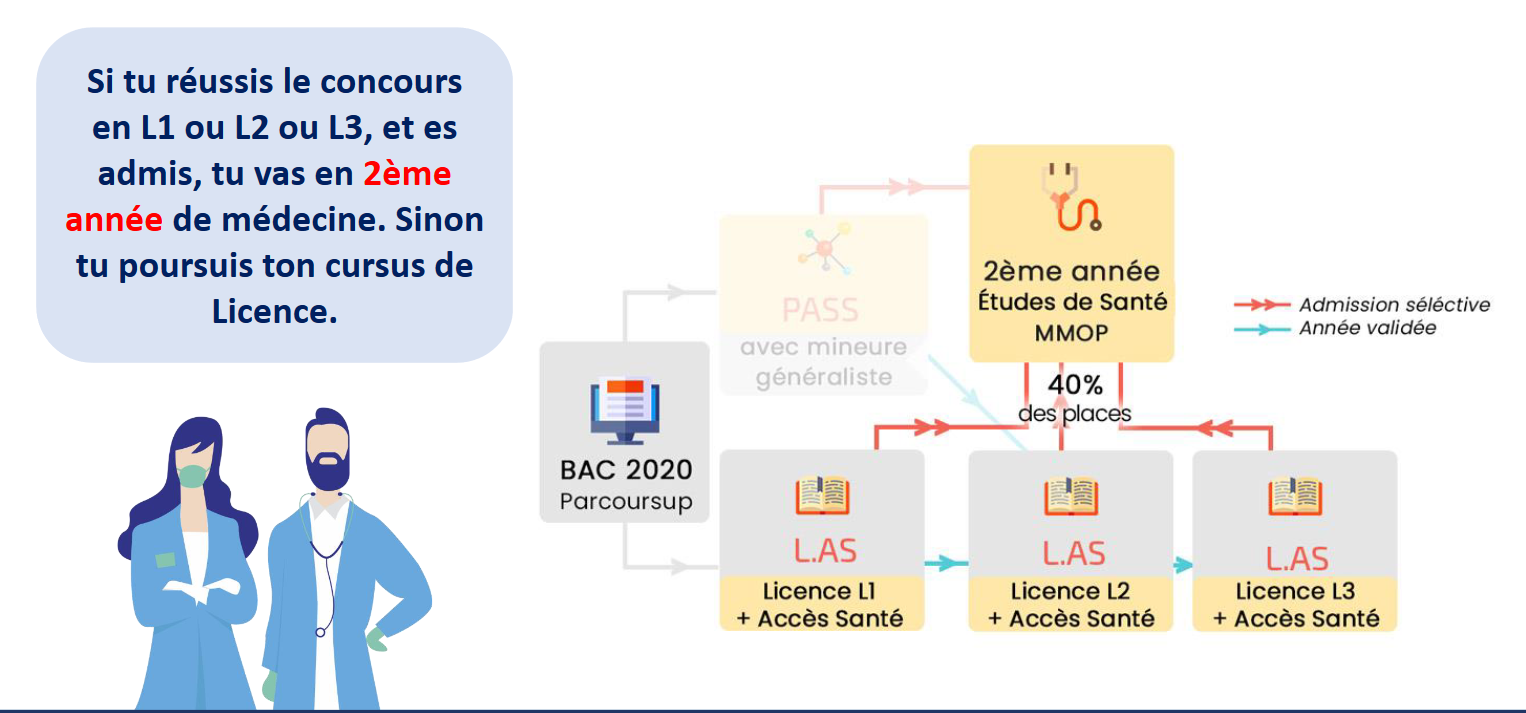 Si tu réussis le concours
en L1 ou L2 ou L3, et es
admis, tu vas en 2ème
année de médecine. Sinon
tu poursuis ton cursus de
Licence.
BAC 2020
Parcoursup
PASS
avec mineure
généraliste
2ème année
Études de Santé
MMOP
40%
des places
Admission séléctive
Année validée
L.AS
Licence L1
+ Accès Santé
L.AS
Licence L2
+ Accès Santé
L.AS
Licence L3
+ Accès Santé